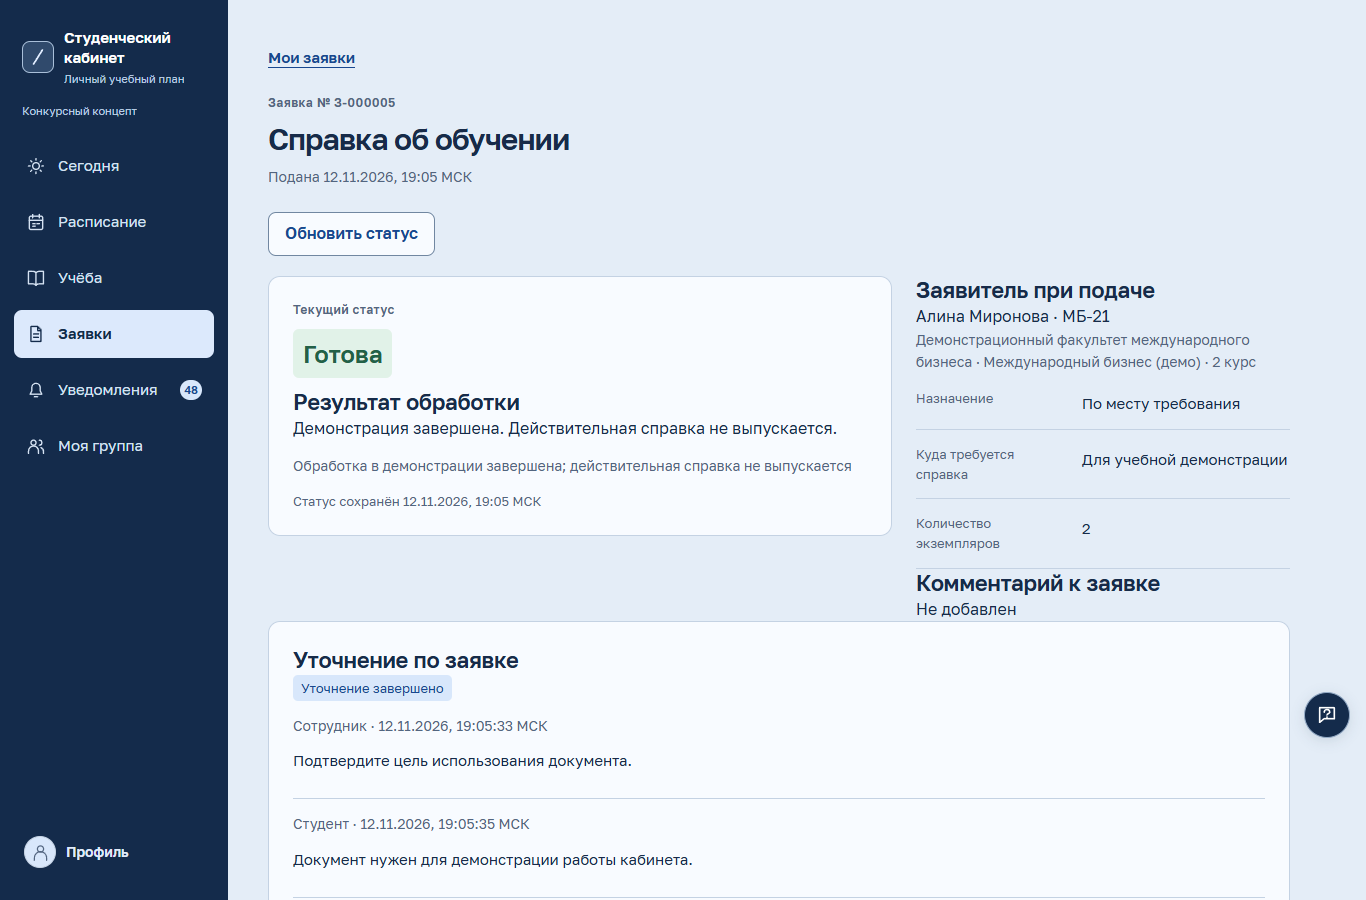 Студенческий
кабинет
Личный учебный план
Конкурсный концепт
Сегодня
Расписание
Учёба
Заявки
Уведомления 48
Моя группа
Профиль
Мои заявки
Заявка № З-000005
Справка об обучении
Подана 12.11.2026, 19:05 МСК
Обновить статус
Текущий статус
Готова
Результат обработки
Демонстрация завершена. Действительная справка не выпускается.
Обработка в демонстрации завершена; действительная справка не выпускается
Статус сохранён 12.11.2026, 19:05 МСК
Заявитель при подаче
Алина Миронова · МБ-21
Демонстрационный факультет международного
бизнеса · Международный бизнес (демо) · 2 курс
Назначение
По месту требования
Куда требуется
справка
Для учебной демонстрации
Количество
экземпляров
2
Комментарий к заявке
Не добавлен
Уточнение по заявке
Уточнение завершено
Сотрудник · 12.11.2026, 19:05:33 МСК
Подтвердите цель использования документа.
Студент · 12.11.2026, 19:05:35 МСК
Документ нужен для демонстрации работы кабинета.